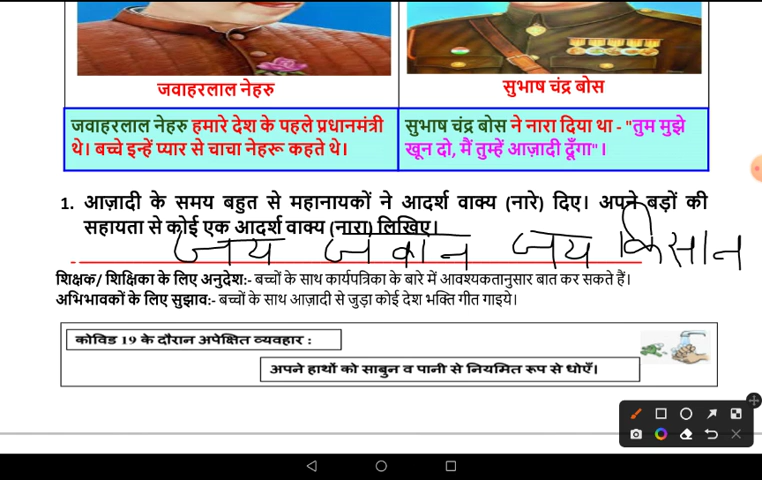 जवाहरलाल नेहरु
सुभाष चंद्र बोस
जवाहरलाल नेहरु हमारे देश के पहले प्रधानमंत्री
थे। बच्चे इन्हें प्यार से चाचा नेहरू कहते थे।
सुभाष चंद्र बोस ने नारा दिया था - "तुम मुझे
खून दो, मैं तुम्हें आज़ादी दूँगा"।
1. आज़ादी के समय बहुत से महानायकों ने आदर्श वाक्य (नारे) दिए। अपने बड़ों की
सहायता से कोई एक आदर्श वाक्य (नारा) लिखिए।
जय जवान जय किसान
शिक्षक/ शिक्षिका के लिए अनुदेश:- बच्चों के साथ कार्यपत्रिका के बारे में आवश्यकतानुसार बात कर सकते हैं।
अभिभावकों के लिए सुझाव:- बच्चों के साथ आज़ादी से जुड़ा कोई देश भक्ति गीत गाइये।
कोविड 19 के दौरान अपेक्षित व्यवहार :
अपने हाथों को साबुन व पानी से नियमित रूप से धोएँ।